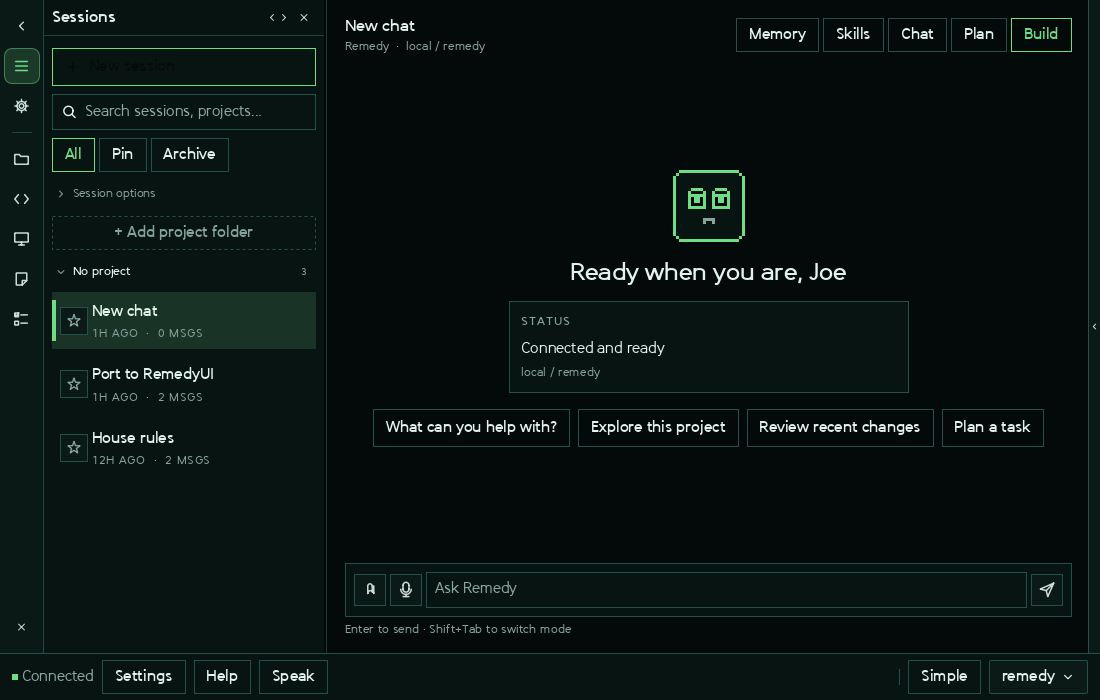 Sessions
+ New session
Search sessions, projects...
All
Pin
Archive
Session options
+ Add project folder
No project
3
New chat
1H AGO · 0 MSGS
Port to RemedyUI
1H AGO · 2 MSGS
House rules
12H AGO · 2 MSGS
New chat
Remedy · local / remedy
Memory
Skills
Chat
Plan
Build
Ready when you are, Joe
STATUS
Connected and ready
local / remedy
What can you help with?
Explore this project
Review recent changes
Plan a task
Ask Remedy
Enter to send · Shift+Tab to switch mode
Connected
Settings
Help
Speak
Simple
remedy